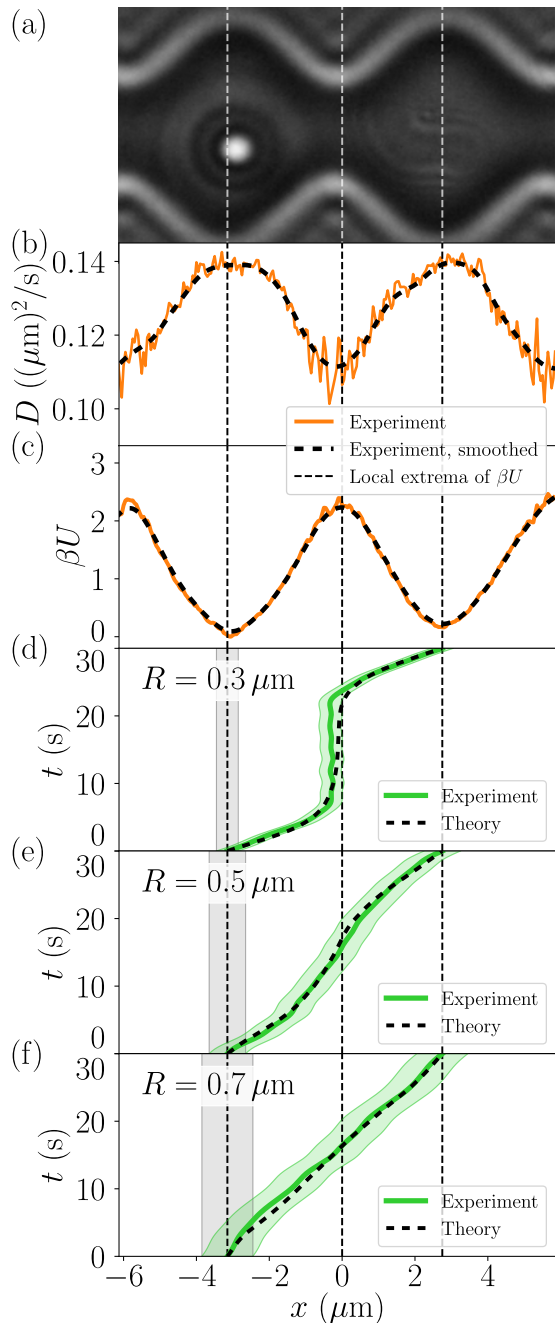 (a)
(b)
0.14
0.12
0.10
D ((μm)²/s)
Experiment
Experiment, smoothed
Local extrema of βU
(c)
3
2
1
0
βU
(d)
30
20
10
0
t (s)
R = 0.3 μm
Experiment
Theory
(e)
30
20
10
0
t (s)
R = 0.5 μm
Experiment
Theory
(f)
30
20
10
0
t (s)
R = 0.7 μm
Experiment
Theory
−6 −4 −2 0 2 4
x (μm)